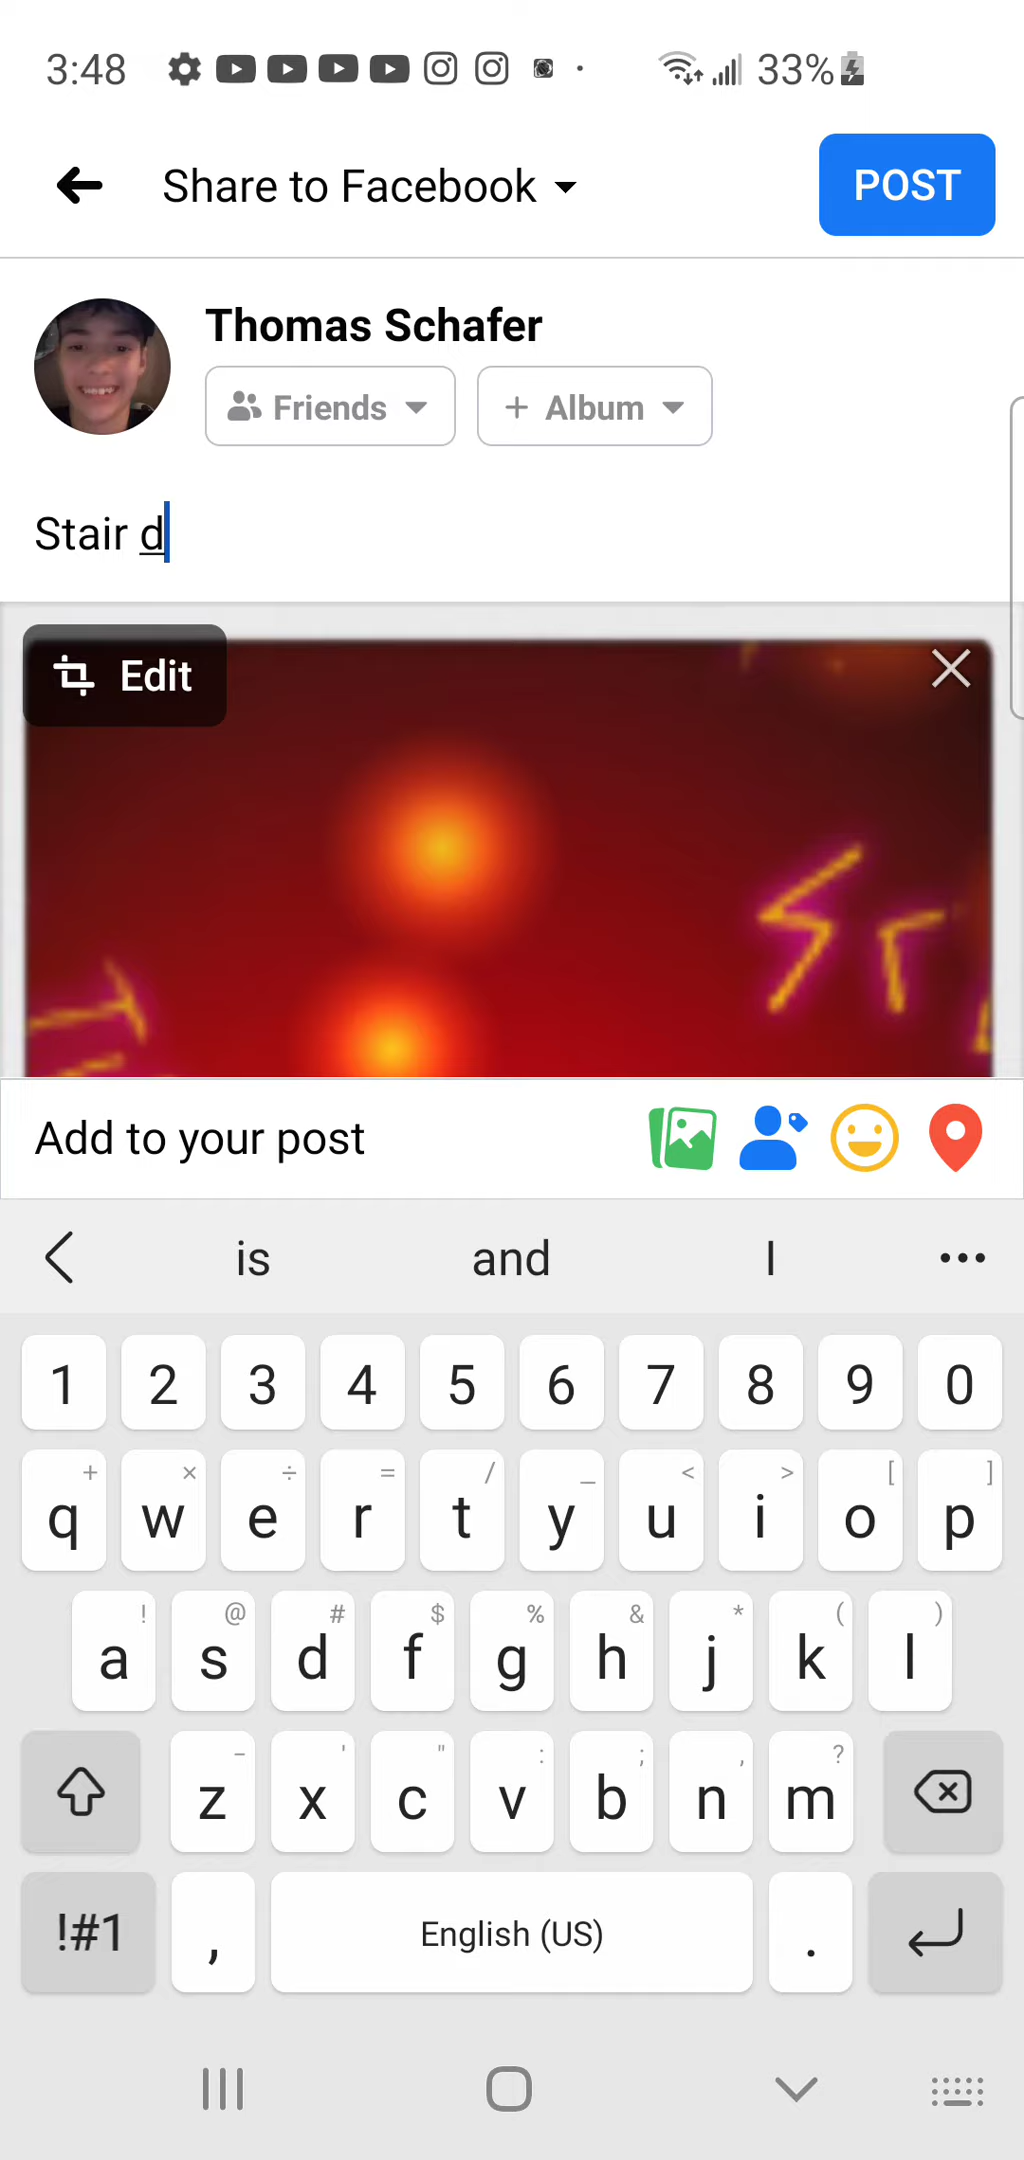 3:48 33%
Share to Facebook POST
Thomas Schafer
Friends + Album
Stair d
Edit
Add to your post
is and I
1 2 3 4 5 6 7 8 9 0
+ × ÷ = / _ < > [ ]
q w e r t y u i o p
! @ # $ % & * ( )
a s d f g h j k l
- ' " : ; , ?
z x c v b n m
!#1 , English (US) .